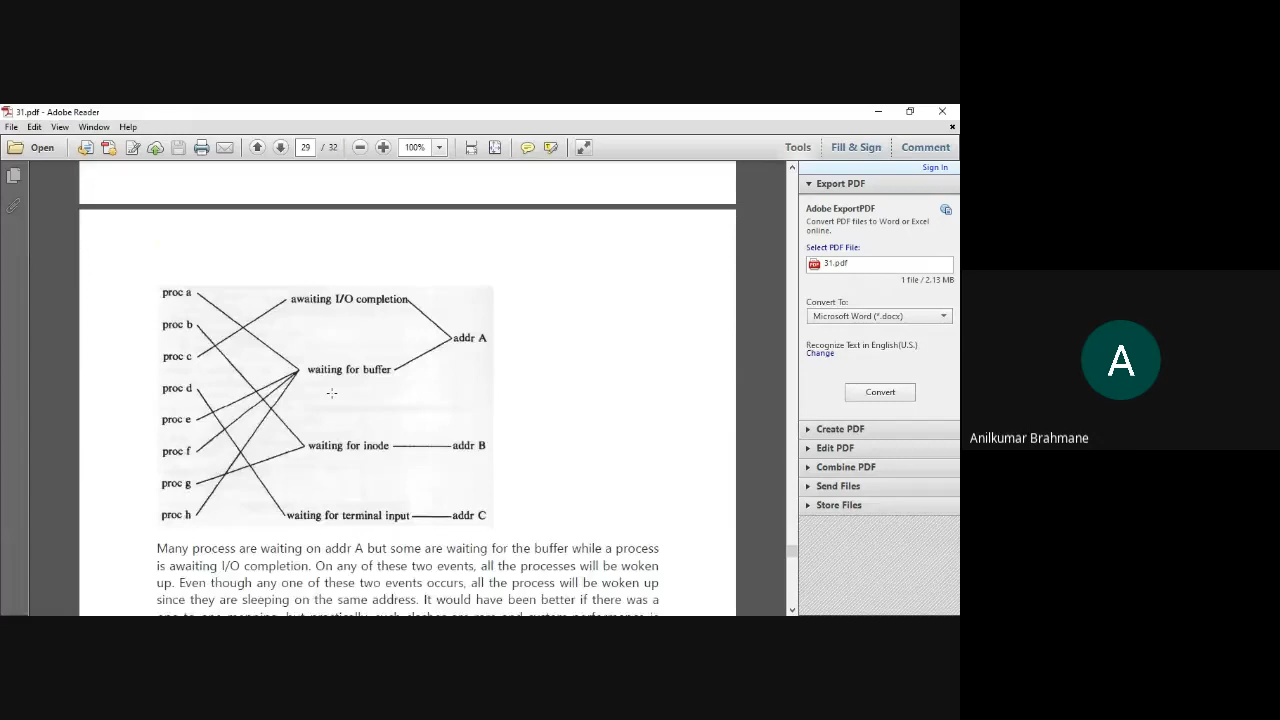 31.pdf - Adobe Reader
File Edit View Window Help
Open 29 / 32 100% Tools Fill & Sign Comment
Sign In
Export PDF
Adobe ExportPDF
Convert PDF files to Word or Excel
online.
Select PDF File:
31.pdf
1 file / 2.13 MB
Convert To:
Microsoft Word (*.docx)
Recognize Text in English(U.S.)
Change
Convert
Create PDF
Edit PDF
Combine PDF
Send Files
Store Files
proc a
awaiting I/O completion
proc b
addr A
proc c
waiting for buffer
proc d
proc e
waiting for inode addr B
proc f
proc g
proc h waiting for terminal input addr C
Many process are waiting on addr A but some are waiting for the buffer while a process
is awaiting I/O completion. On any of these two events, all the processes will be woken
up. Even though any one of these two events occurs, all the process will be woken up
since they are sleeping on the same address. It would have been better if there was a
A
Anilkumar Brahmane